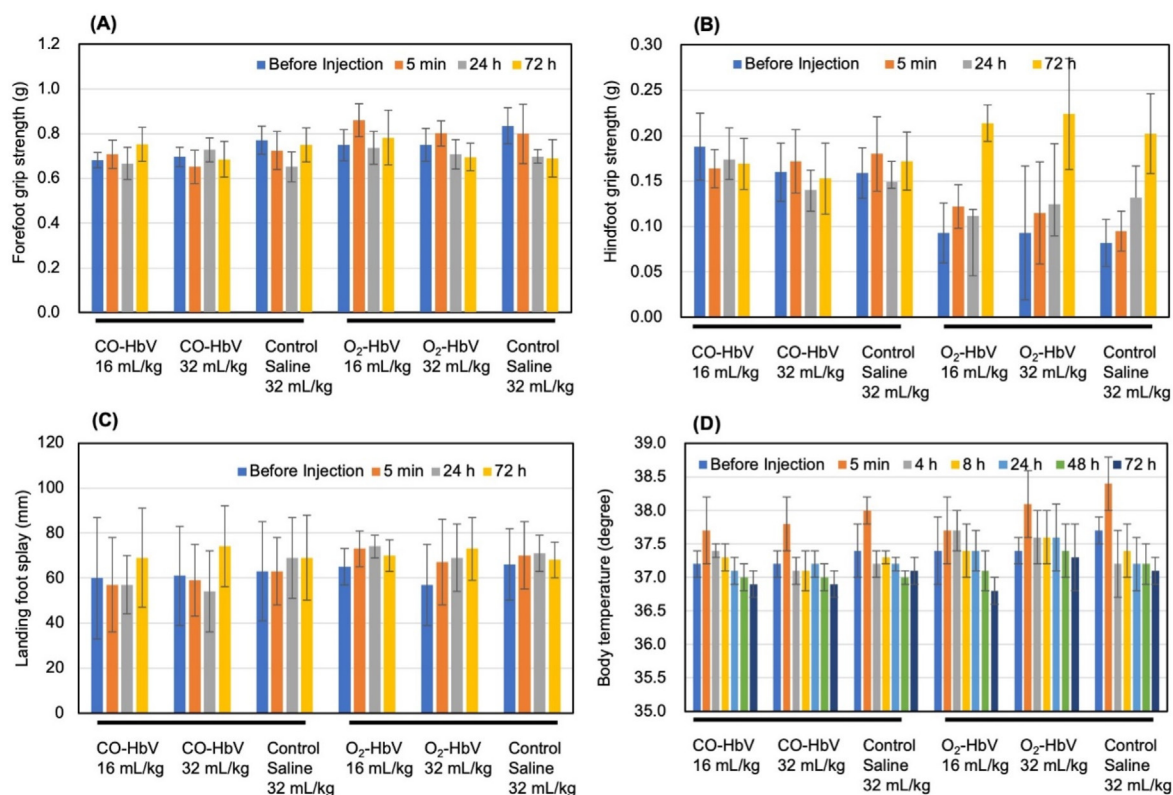 (A)
Forefoot grip strength (g)
1.2
1.0
0.8
0.6
0.4
0.2
0.0
Before Injection 5 min 24 h 72 h
CO-HbV
16 mL/kg
CO-HbV
32 mL/kg
Control
Saline
32 mL/kg
O₂-HbV
16 mL/kg
O₂-HbV
32 mL/kg
Control
Saline
32 mL/kg
(B)
Hindfoot grip strength (g)
0.30
0.25
0.20
0.15
0.10
0.05
0.00
Before Injection 5 min 24 h 72 h
CO-HbV
16 mL/kg
CO-HbV
32 mL/kg
Control
Saline
32 mL/kg
O₂-HbV
16 mL/kg
O₂-HbV
32 mL/kg
Control
Saline
32 mL/kg
(C)
Landing foot splay (mm)
120
100
80
60
40
20
0
Before Injection 5 min 24 h 72 h
CO-HbV
16 mL/kg
CO-HbV
32 mL/kg
Control
Saline
32 mL/kg
O₂-HbV
16 mL/kg
O₂-HbV
32 mL/kg
Control
Saline
32 mL/kg
(D)
Body temperature (degree)
39.0
38.5
38.0
37.5
37.0
36.5
36.0
35.5
35.0
Before Injection 5 min 4 h 8 h 24 h 48 h 72 h
CO-HbV
16 mL/kg
CO-HbV
32 mL/kg
Control
Saline
32 mL/kg
O₂-HbV
16 mL/kg
O₂-HbV
32 mL/kg
Control
Saline
32 mL/kg